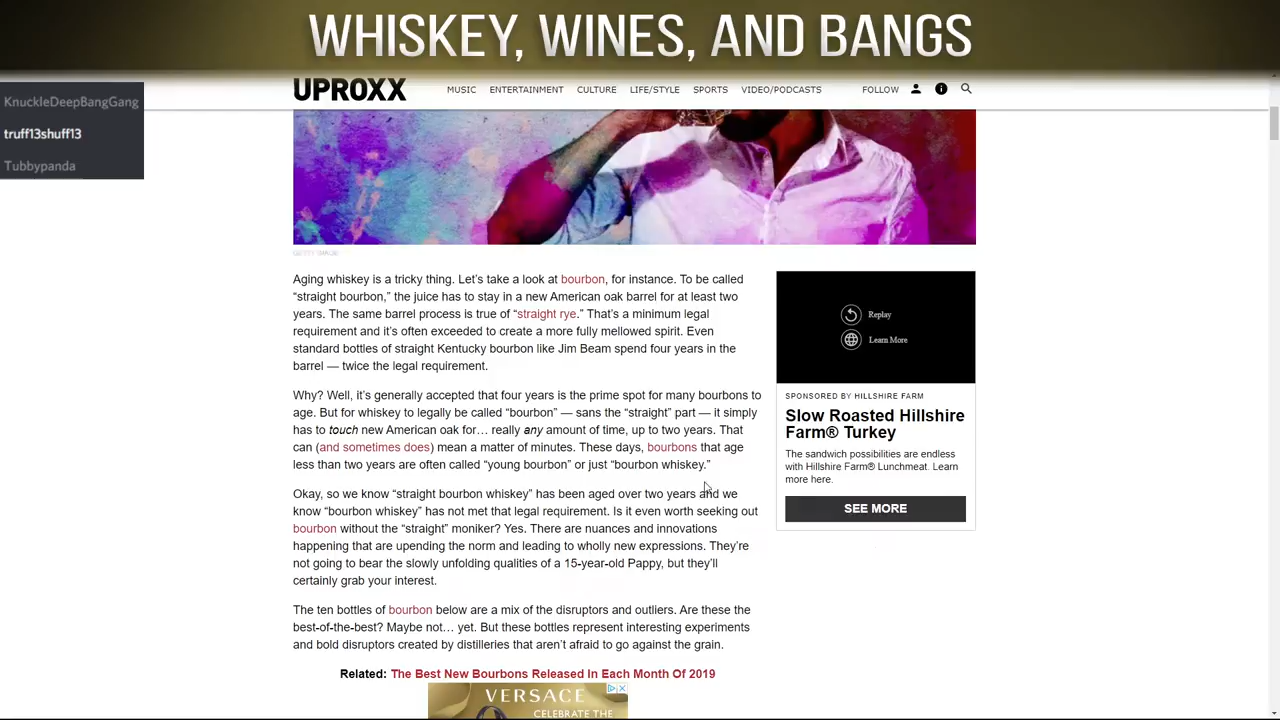 WHISKEY, WINES, AND BANGS
UPROXX
MUSIC ENTERTAINMENT CULTURE LIFE/STYLE SPORTS VIDEO/PODCASTS FOLLOW
KnuckleDeepBangGang
truff13shuff13
Tubbypanda
GETTY IMAGE
Aging whiskey is a tricky thing. Let’s take a look at bourbon, for instance. To be called
“straight bourbon,” the juice has to stay in a new American oak barrel for at least two
years. The same barrel process is true of “straight rye.” That’s a minimum legal
requirement and it’s often exceeded to create a more fully mellowed spirit. Even
standard bottles of straight Kentucky bourbon like Jim Beam spend four years in the
barrel — twice the legal requirement.
Why? Well, it’s generally accepted that four years is the prime spot for many bourbons to
age. But for whiskey to legally be called “bourbon” — sans the “straight” part — it simply
has to touch new American oak for… really any amount of time, up to two years. That
can (and sometimes does) mean a matter of minutes. These days, bourbons that age
less than two years are often called “young bourbon” or just “bourbon whiskey.”
Okay, so we know “straight bourbon whiskey” has been aged over two years and we
know “bourbon whiskey” has not met that legal requirement. Is it even worth seeking out
bourbon without the “straight” moniker? Yes. There are nuances and innovations
happening that are upending the norm and leading to wholly new expressions. They’re
not going to bear the slowly unfolding qualities of a 15-year-old Pappy, but they’ll
certainly grab your interest.
The ten bottles of bourbon below are a mix of the disruptors and outliers. Are these the
best-of-the-best? Maybe not… yet. But these bottles represent interesting experiments
and bold disruptors created by distilleries that aren’t afraid to go against the grain.
Related: The Best New Bourbons Released In Each Month Of 2019
VERSACE
CELEBRATE THE
Replay
Learn More
SPONSORED BY HILLSHIRE FARM
Slow Roasted Hillshire
Farm® Turkey
The sandwich possibilities are endless
with Hillshire Farm® Lunchmeat. Learn
more here.
SEE MORE